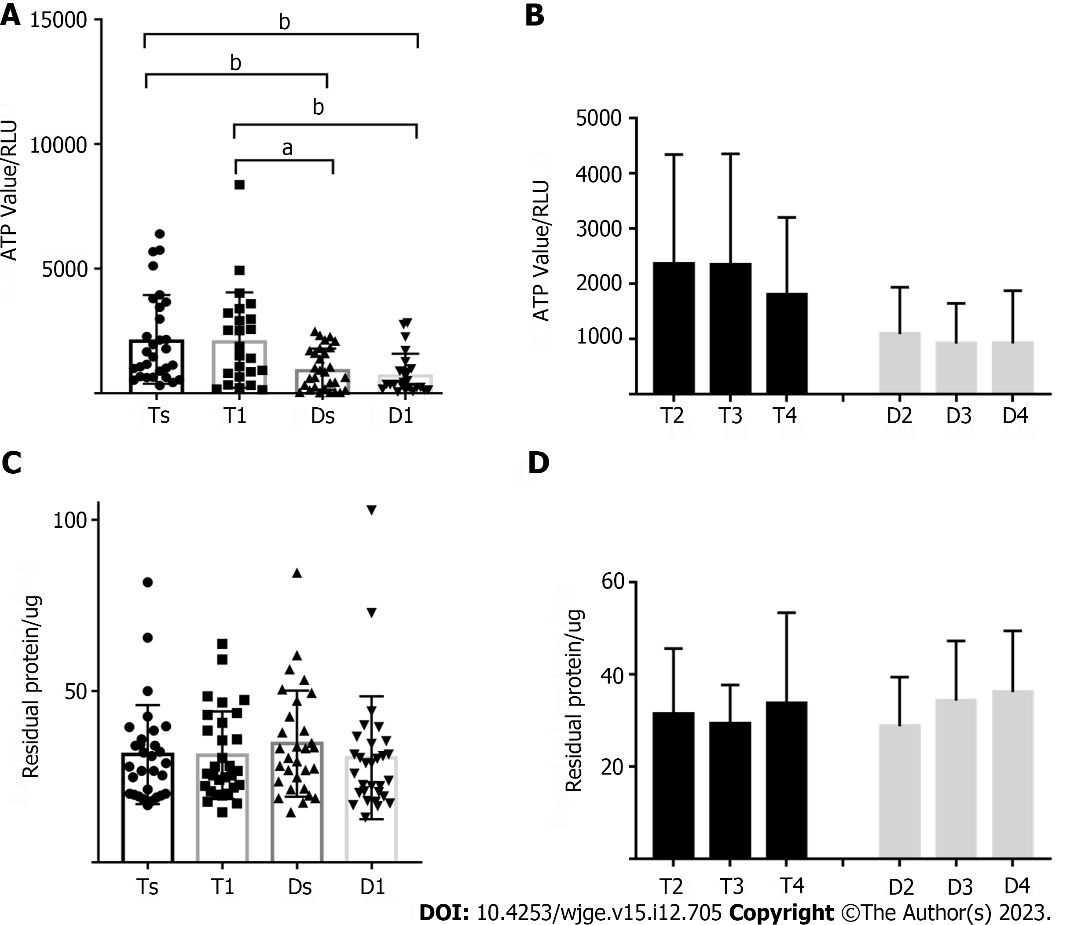 A
15000
10000
5000
ATP Value/RLU
b
b
b
a
Ts T1 Ds D1
B
5000
4000
3000
2000
1000
ATP Value/RLU
T2 T3 T4 D2 D3 D4
C
100
50
Residual protein/ug
Ts T1 Ds D1
D
60
40
20
Residual protein/ug
T2 T3 T4 D2 D3 D4
DOI: 10.4253/wjge.v15.i12.705 Copyright ©The Author(s) 2023.